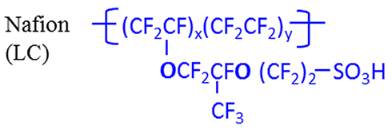 Nafion
(LC)
[(CF₂CF)ₓ(CF₂CF₂)ᵧ]
OCF₂CFO (CF₂)₂–SO₃H
CF₃